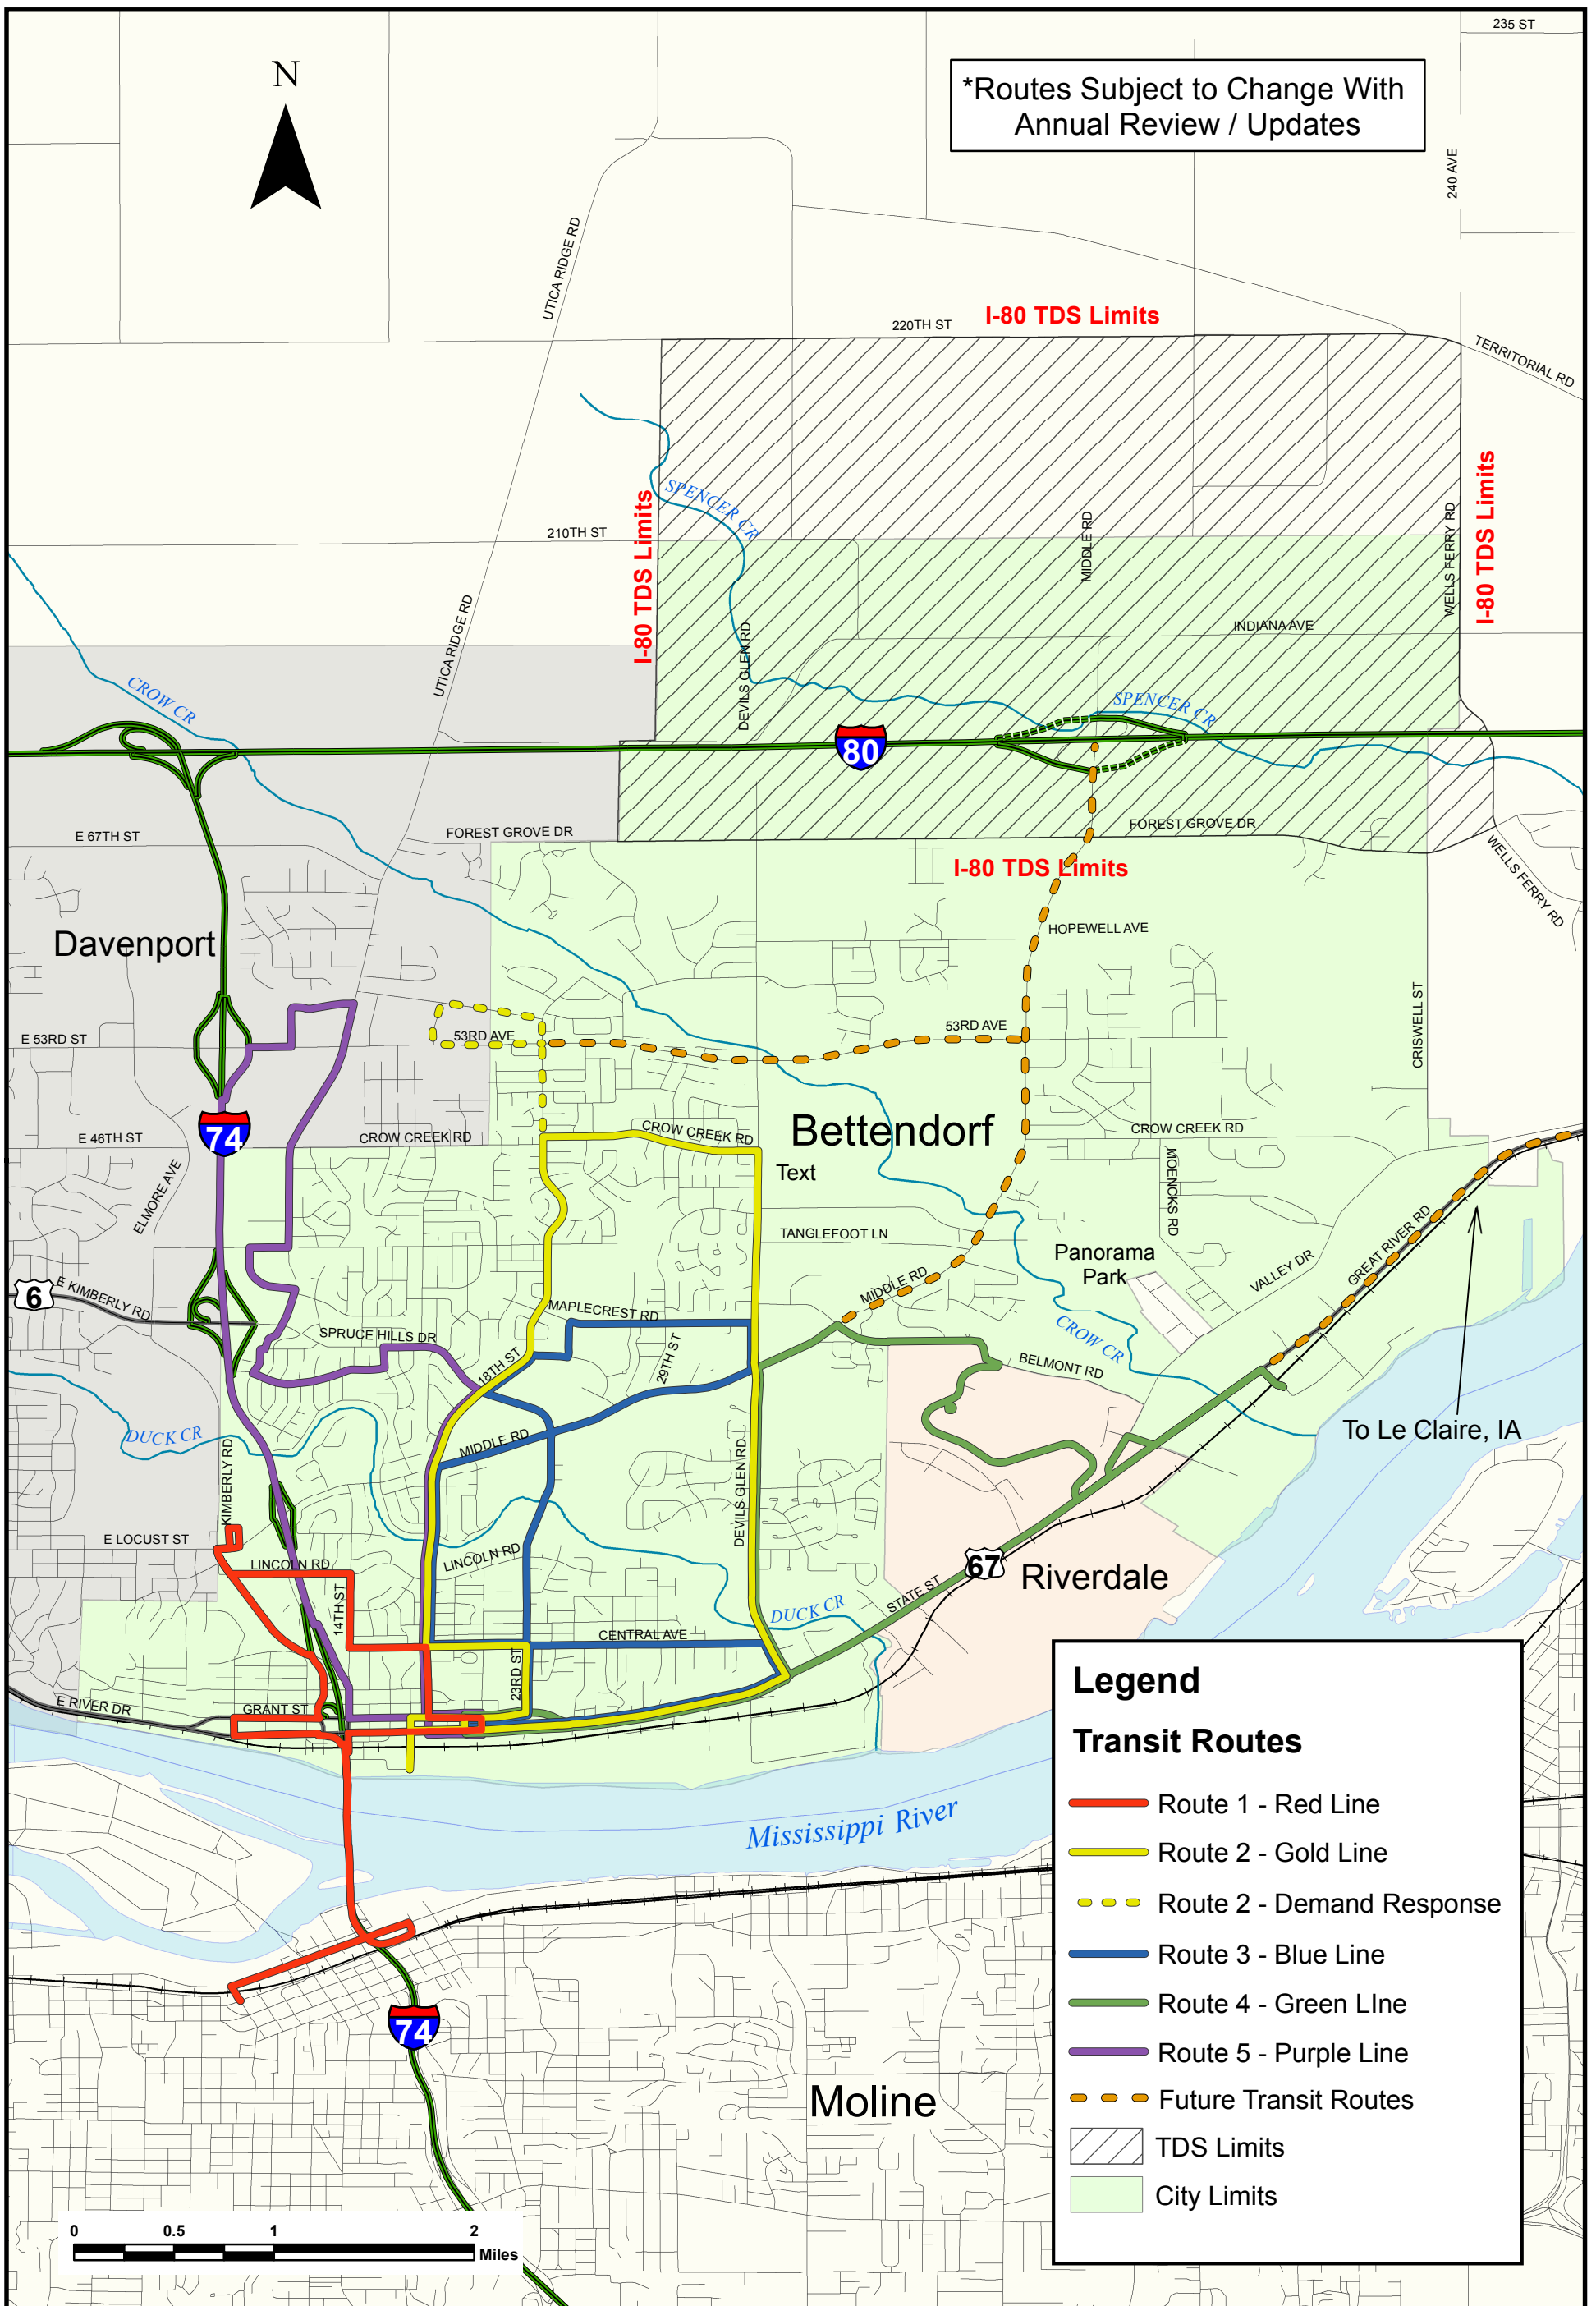 235 ST
N
*Routes Subject to Change With
Annual Review / Updates
240 AVE
UTICA RIDGE RD
I-80 TDS Limits
220TH ST
TERRITORIAL RD
SPENCER CR
I-80 TDS Limits
I-80 TDS Limits
210TH ST
MIDDLE RD
WELLS FERRY RD
UTICA RIDGE RD
DEVILS GLEN RD
INDIANA AVE
CROW CR
SPENCER CR
80
E 67TH ST
FOREST GROVE DR
FOREST GROVE DR
I-80 TDS Limits
WELLS FERRY RD
Davenport
HOPEWELL AVE
CRISWELL ST
E 53RD ST
53RD AVE
53RD AVE
74
Bettendorf
E 46TH ST
CROW CREEK RD
CROW CREEK RD
CROW CREEK RD
Text
MOENCKS RD
ELMORE AVE
TANGLEFOOT LN
Panorama
Park
GREAT RIVER RD
VALLEY DR
6
E KIMBERLY RD
MIDDLE RD
MAPLECREST RD
SPRUCE HILLS DR
CROW CR
18TH ST
29TH ST
BELMONT RD
To Le Claire, IA
DUCK CR
MIDDLE RD
KIMBERLY RD
DEVILS GLEN RD
E LOCUST ST
LINCOLN RD
LINCOLN RD
67
Riverdale
14TH ST
STATE ST
DUCK CR
CENTRAL AVE
23RD ST
E RIVER DR
GRANT ST
Mississippi River
74
Moline
Legend
Transit Routes
Route 1 - Red Line
Route 2 - Gold Line
Route 2 - Demand Response
Route 3 - Blue Line
Route 4 - Green LIne
Route 5 - Purple Line
Future Transit Routes
TDS Limits
City Limits
0 0.5 1 2
Miles